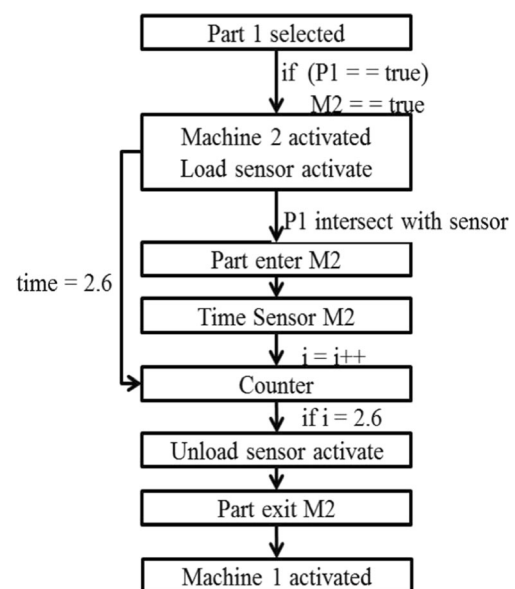 Part 1 selected
if (P1 = = true)
M2 = = true
Machine 2 activated
Load sensor activate
P1 intersect with sensor
Part enter M2
time = 2.6
Time Sensor M2
i = i++
Counter
if i = 2.6
Unload sensor activate
Part exit M2
Machine 1 activated